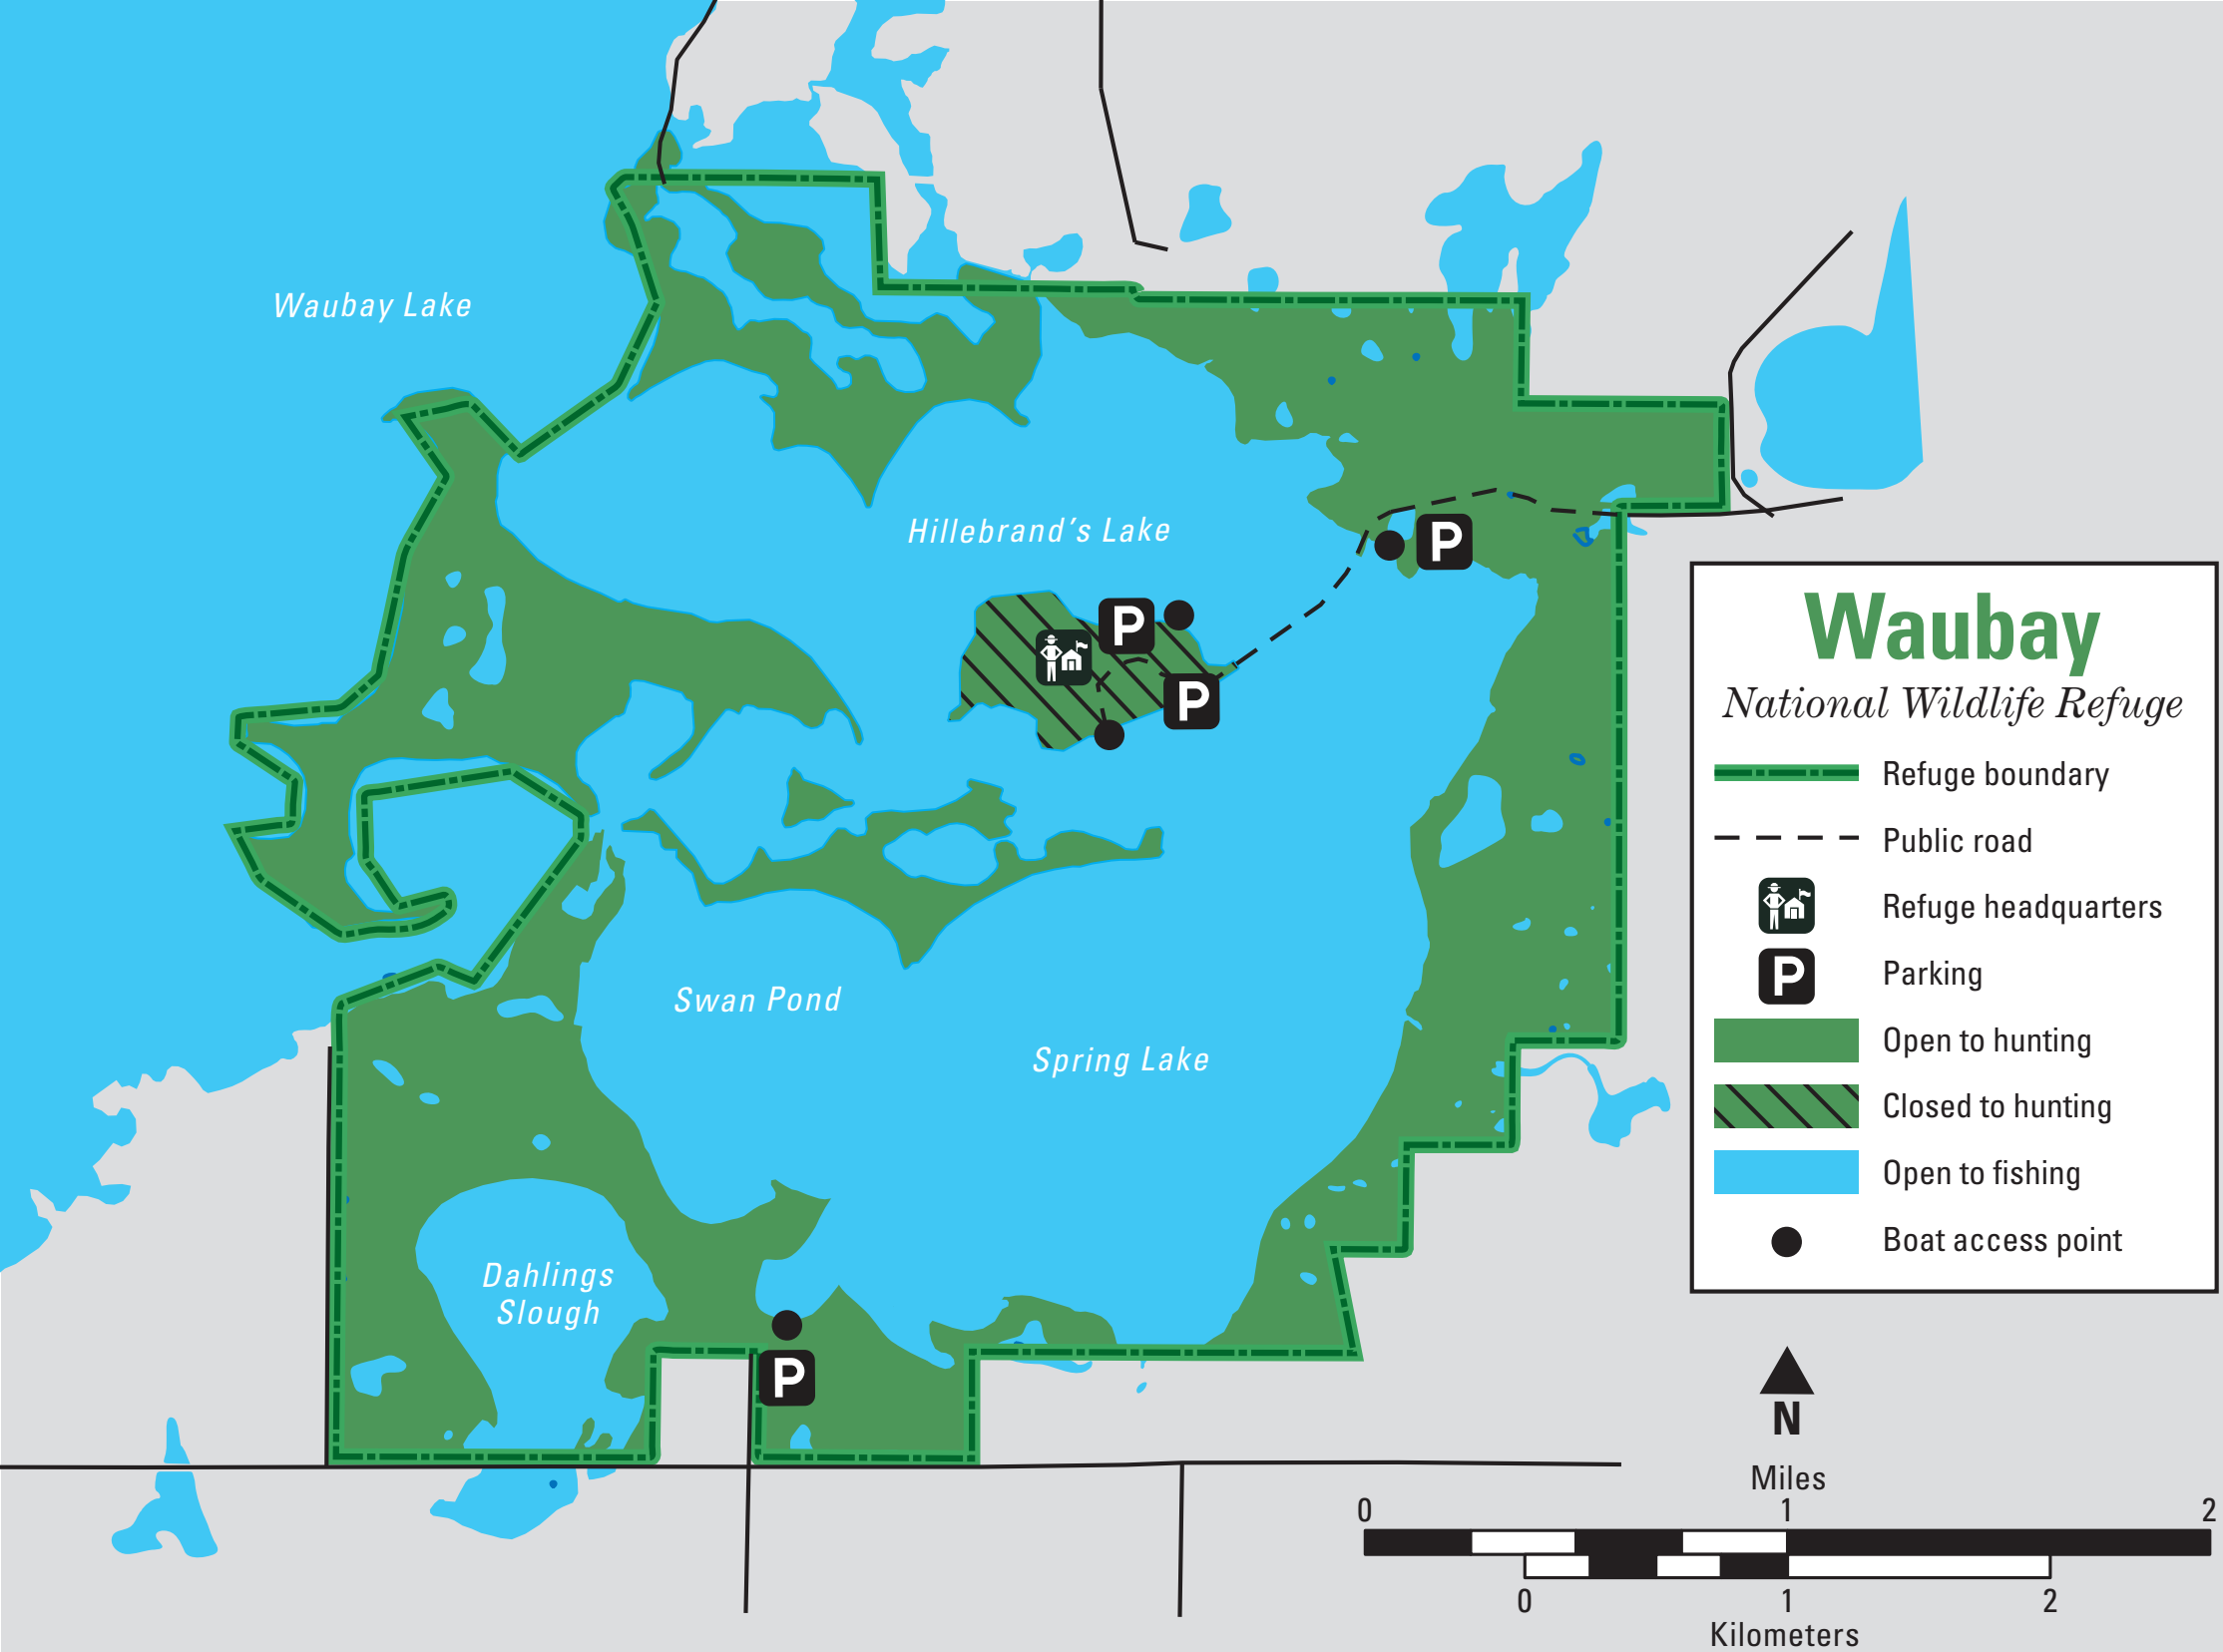 Waubay Lake
Hillebrand's Lake
P
P
P
Swan Pond
Spring Lake
Dahlings
Slough
P
Waubay
National Wildlife Refuge
Refuge boundary
Public road
Refuge headquarters
P Parking
Open to hunting
Closed to hunting
Open to fishing
Boat access point
N
Miles
0 1 2
0 1 2
Kilometers